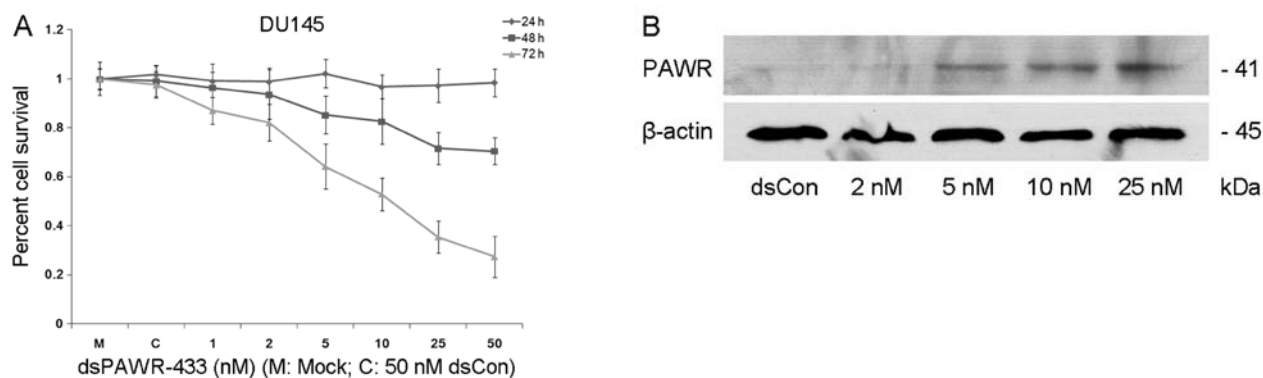 A
DU145
24 h
48 h
72 h
Percent cell survival
1.2
1
0.8
0.6
0.4
0.2
0
M C 1 2 5 10 25 50
dsPAWR-433 (nM) (M: Mock; C: 50 nM dsCon)
B
PAWR - 41
β-actin - 45
dsCon 2 nM 5 nM 10 nM 25 nM kDa